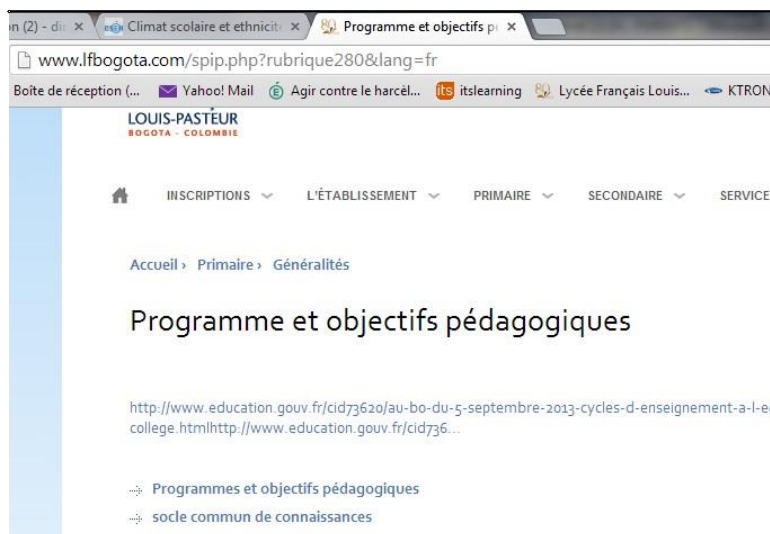 n (2) - di Climat scolaire et ethnicit Programme et objectifs p
www.lfbogota.com/spip.php?rubrique280&lang=fr
Boîte de réception (... Yahoo! Mail Agir contre le harcèl... its itslearning Lycée Français Louis... KTRON
LOUIS-PASTEUR
BOGOTA - COLOMBIE
INSCRIPTIONS L'ÉTABLISSEMENT PRIMAIRE SECONDAIRE SERVICE
Accueil › Primaire › Généralités
Programme et objectifs pédagogiques
http://www.education.gouv.fr/cid73620/au-bo-du-5-septembre-2013-cycles-d-enseignement-a-l-e
college.htmlhttp://www.education.gouv.fr/cid736...
Programmes et objectifs pédagogiques
socle commun de connaissances